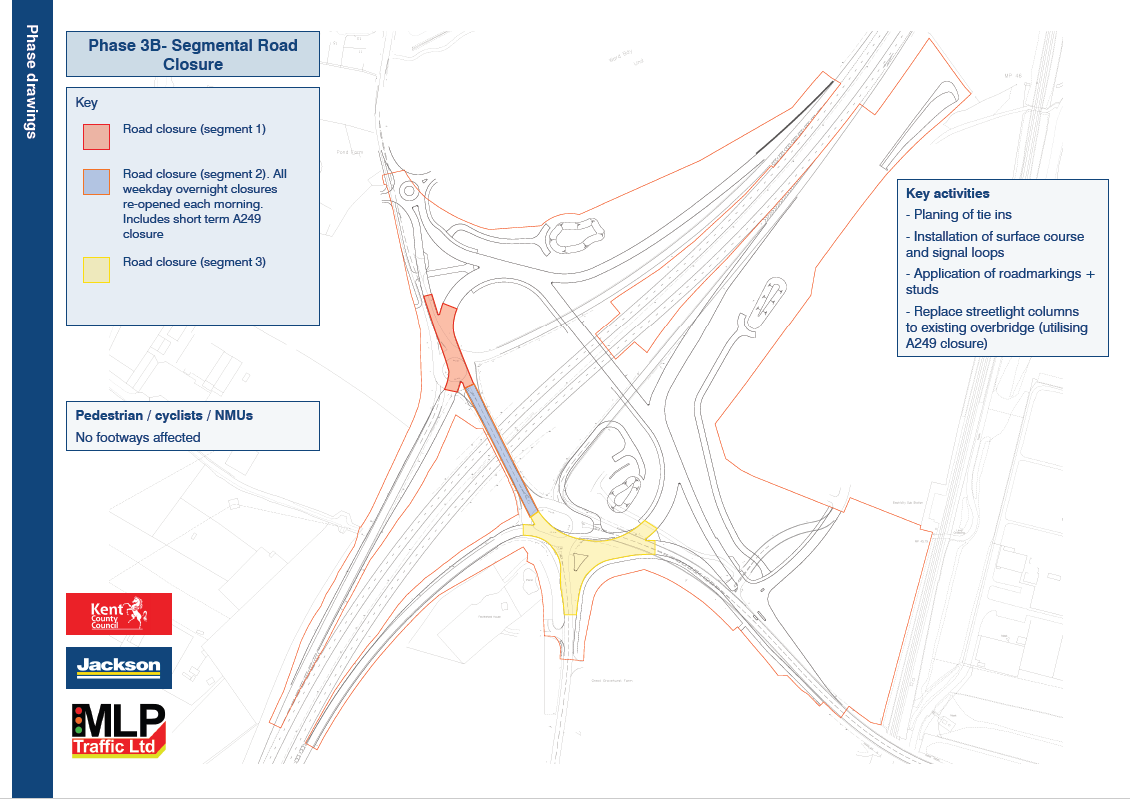 Phase drawings
Phase 3B- Segmental Road
Closure
Key
Road closure (segment 1)
Road closure (segment 2). All
weekday overnight closures
re-opened each morning.
Includes short term A249
closure
Road closure (segment 3)
Pedestrian / cyclists / NMUs
No footways affected
Key activities
- Planing of tie ins
- Installation of surface course
and signal loops
- Application of roadmarkings +
studs
- Replace streetlight columns
to existing overbridge (utilising
A249 closure)
Kent
County
Council
Jackson
MLP
Traffic Ltd